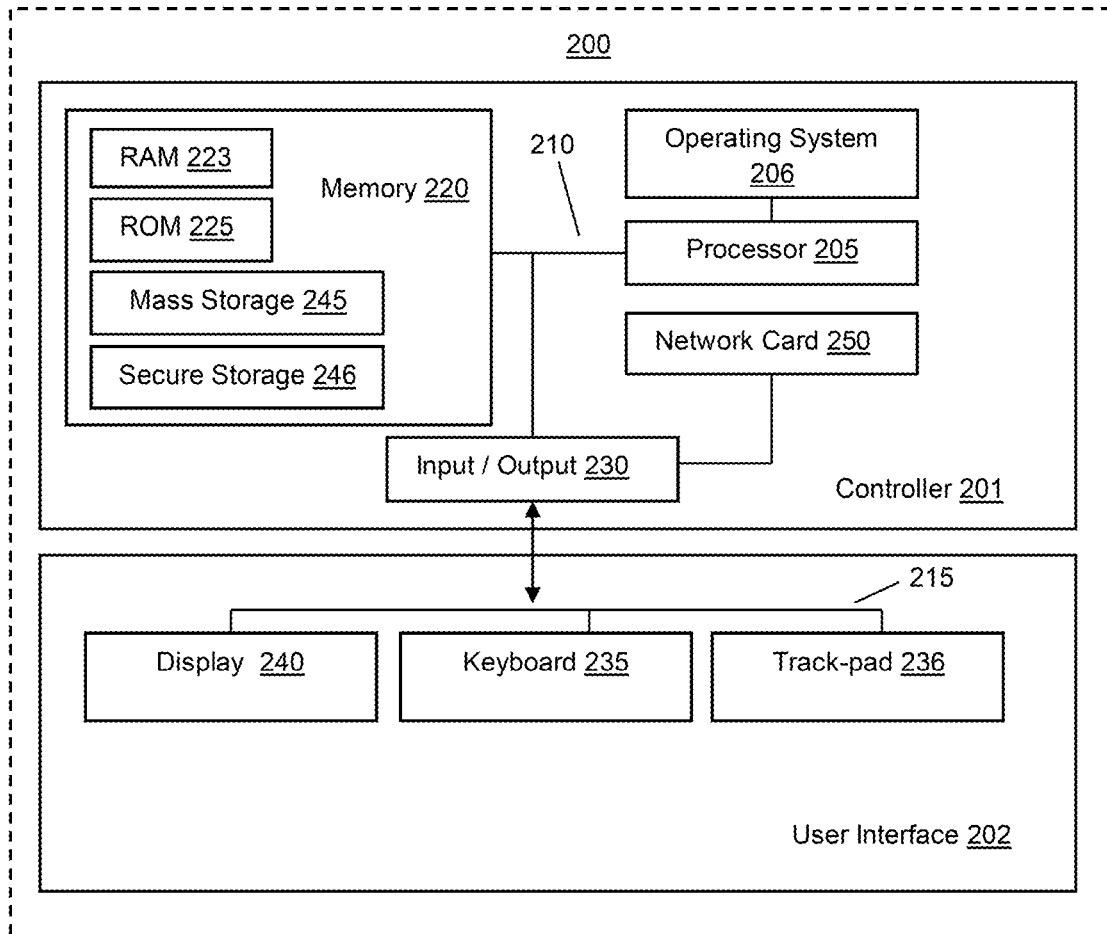 200
RAM 223
ROM 225
Mass Storage 245
Secure Storage 246
Memory 220
210
Operating System
206
Processor 205
Network Card 250
Input / Output 230
Controller 201
215
Display 240
Keyboard 235
Track-pad 236
User Interface 202